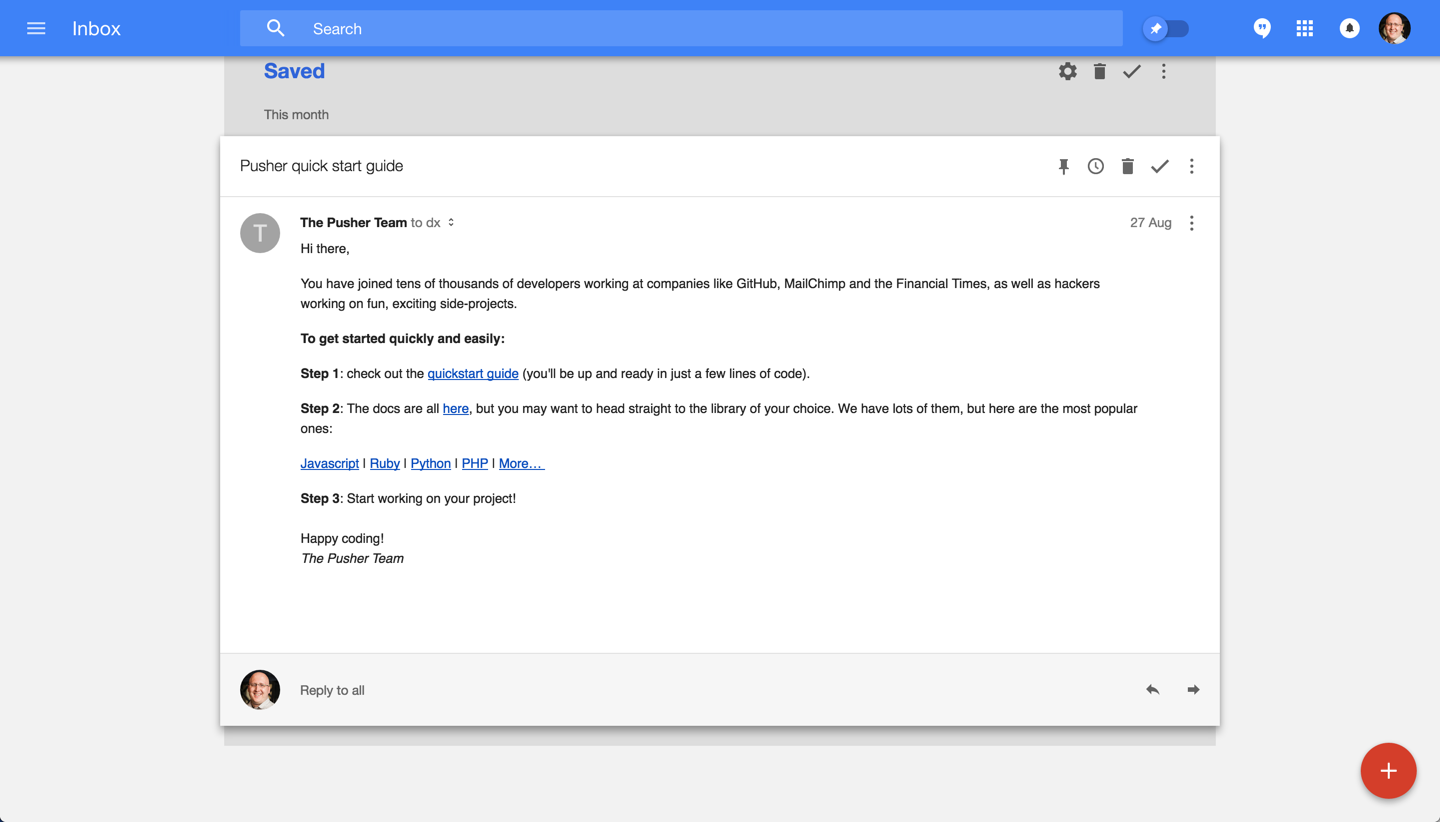 Inbox
Search
Saved
This month
Pusher quick start guide
T
The Pusher Team to dx
27 Aug
Hi there,
You have joined tens of thousands of developers working at companies like GitHub, MailChimp and the Financial Times, as well as hackers
working on fun, exciting side-projects.
To get started quickly and easily:
Step 1: check out the quickstart guide (you'll be up and ready in just a few lines of code).
Step 2: The docs are all here, but you may want to head straight to the library of your choice. We have lots of them, but here are the most popular
ones:
Javascript | Ruby | Python | PHP | More…
Step 3: Start working on your project!
Happy coding!
The Pusher Team
Reply to all